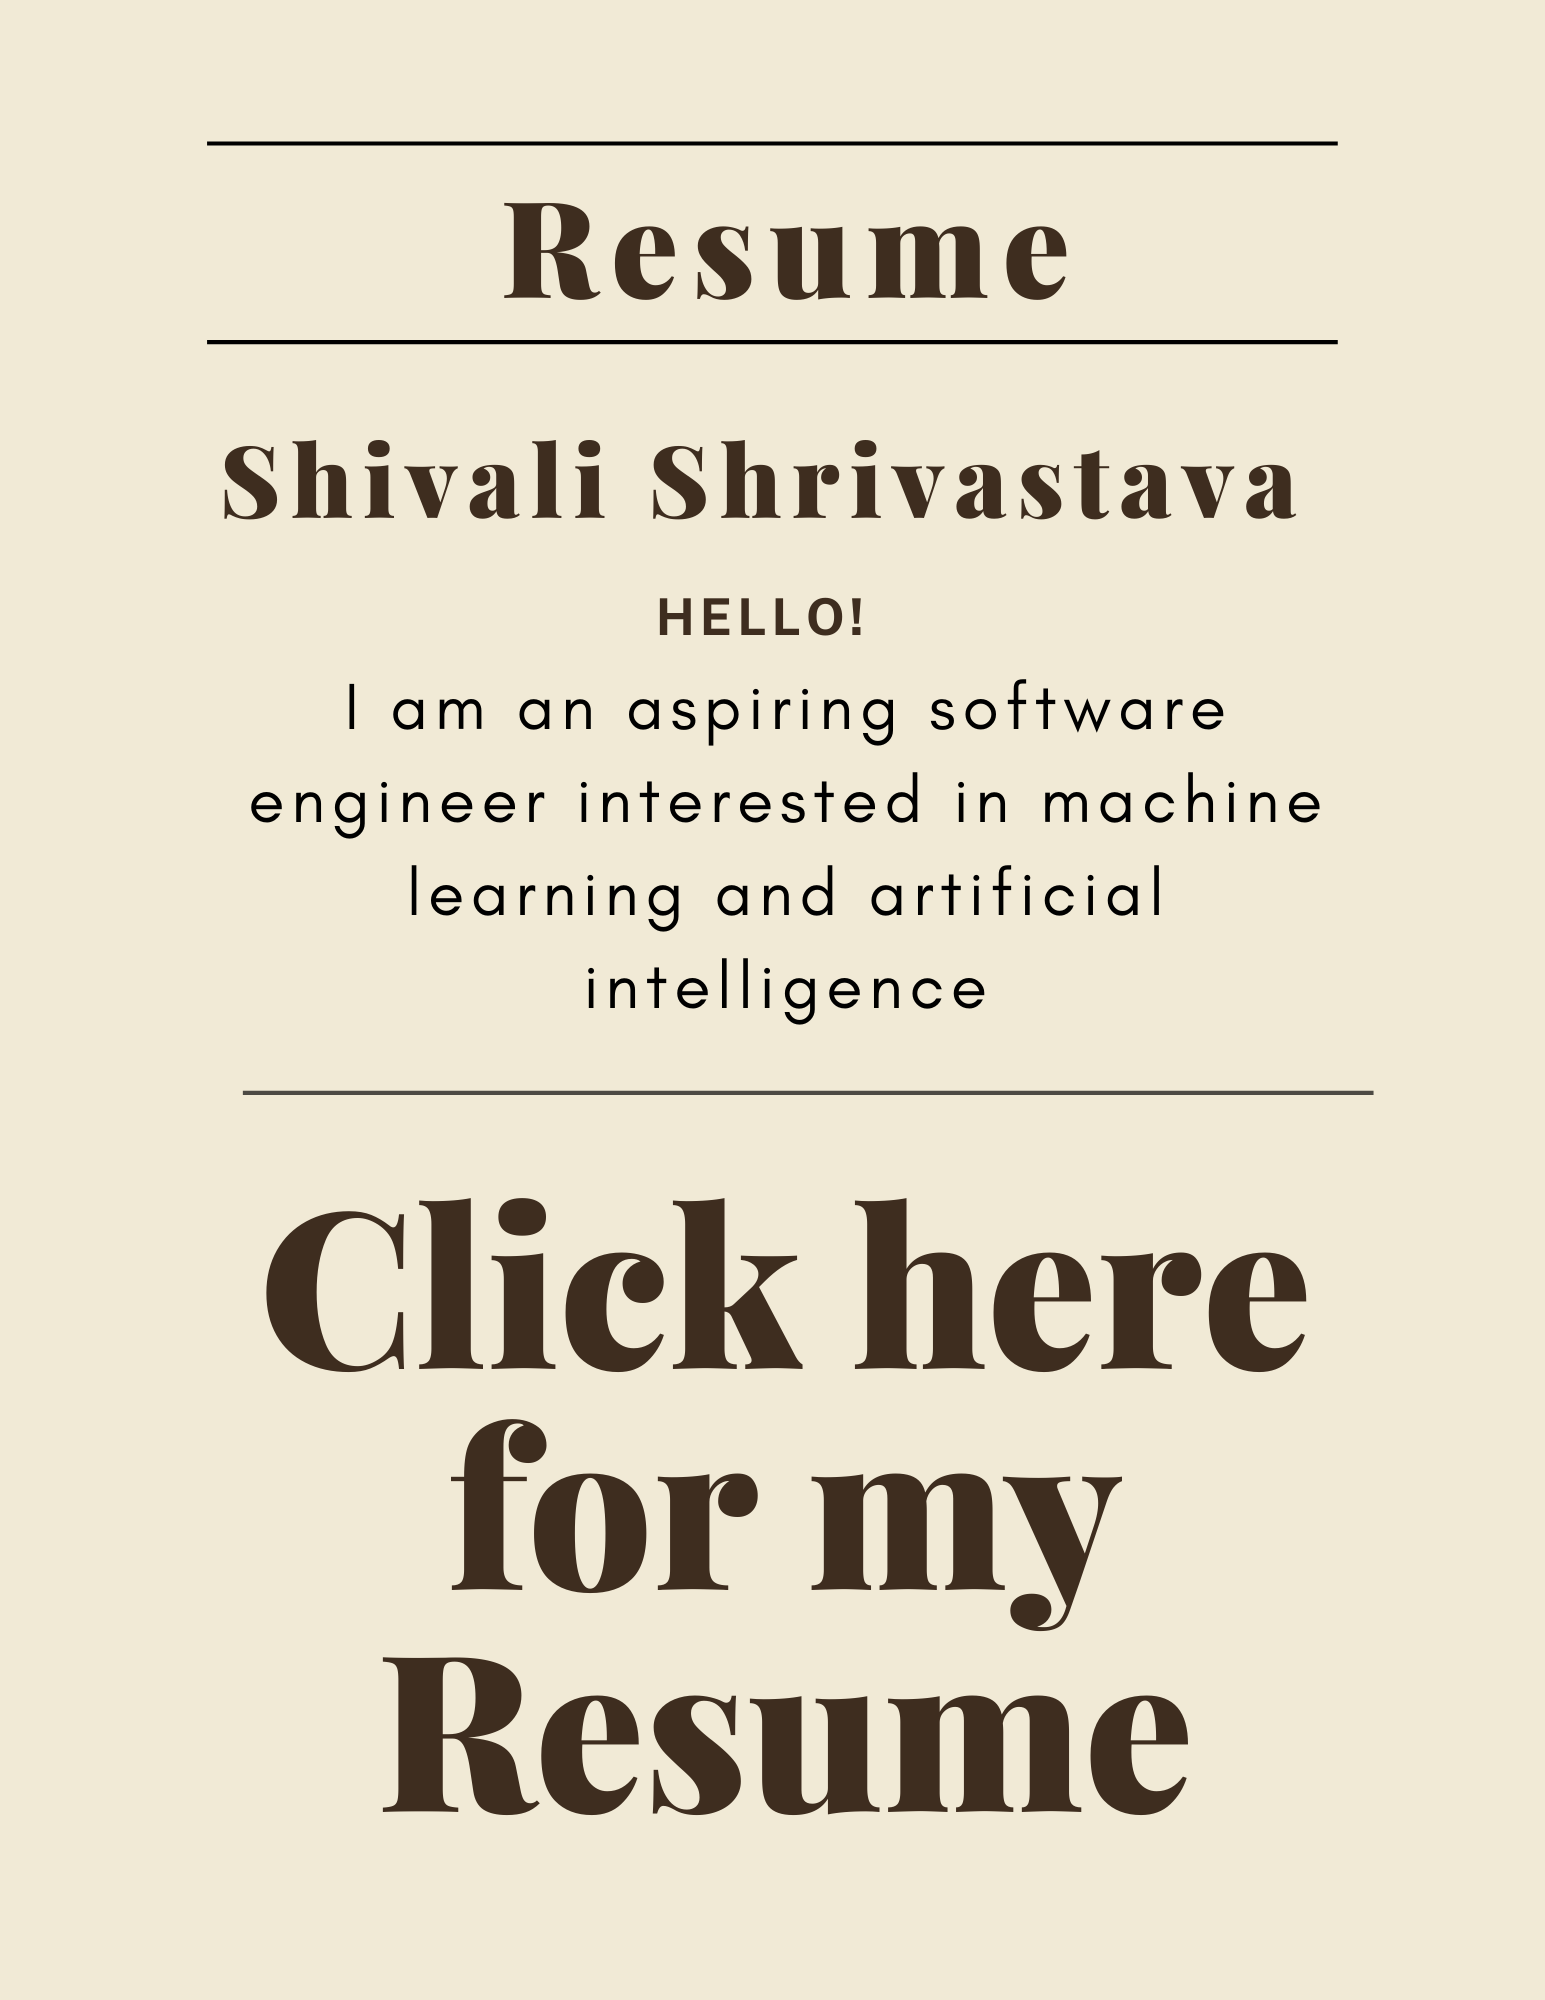 Resume
Shivali Shrivastava
HELLO!
I am an aspiring software
engineer interested in machine
learning and artificial
intelligence
Click here
for my
Resume